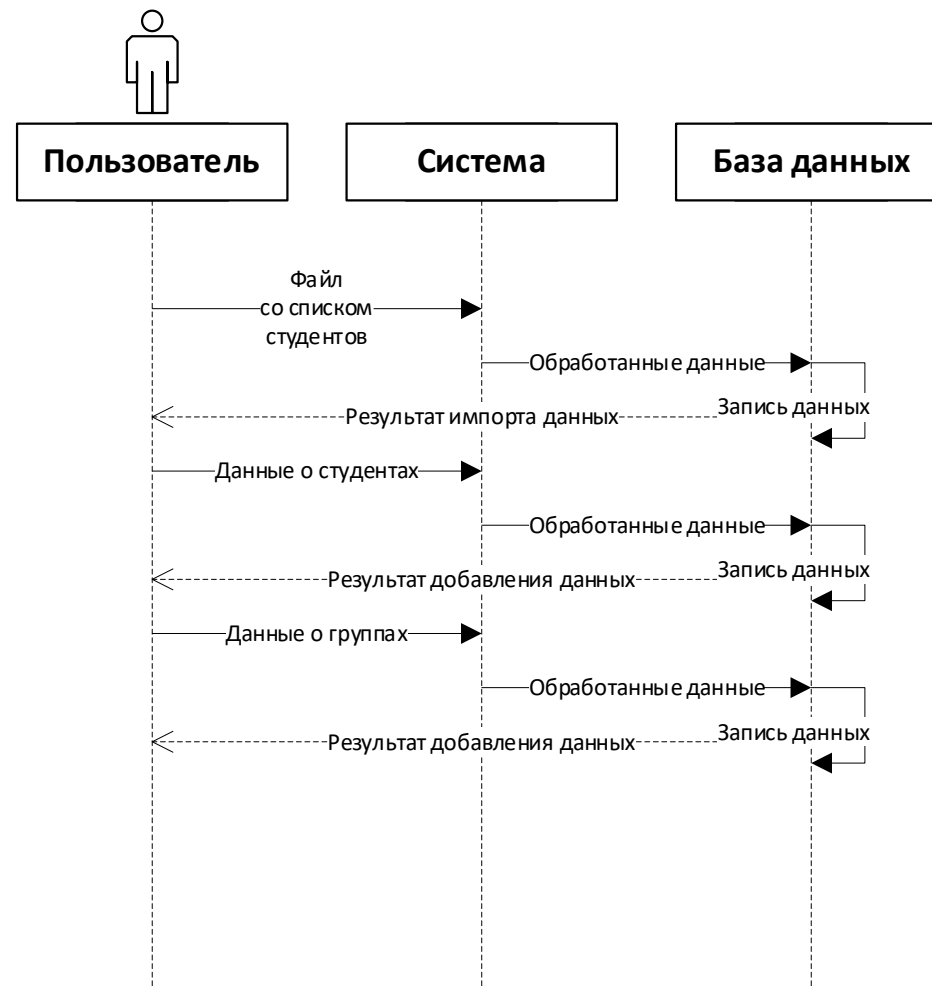 Пользователь
Система
База данных
Файл
со списком
студентов
Обработанные данные
Запись данных
Результат импорта данных
Данные о студентах
Обработанные данные
Запись данных
Результат добавления данных
Данные о группах
Обработанные данные
Запись данных
Результат добавления данных